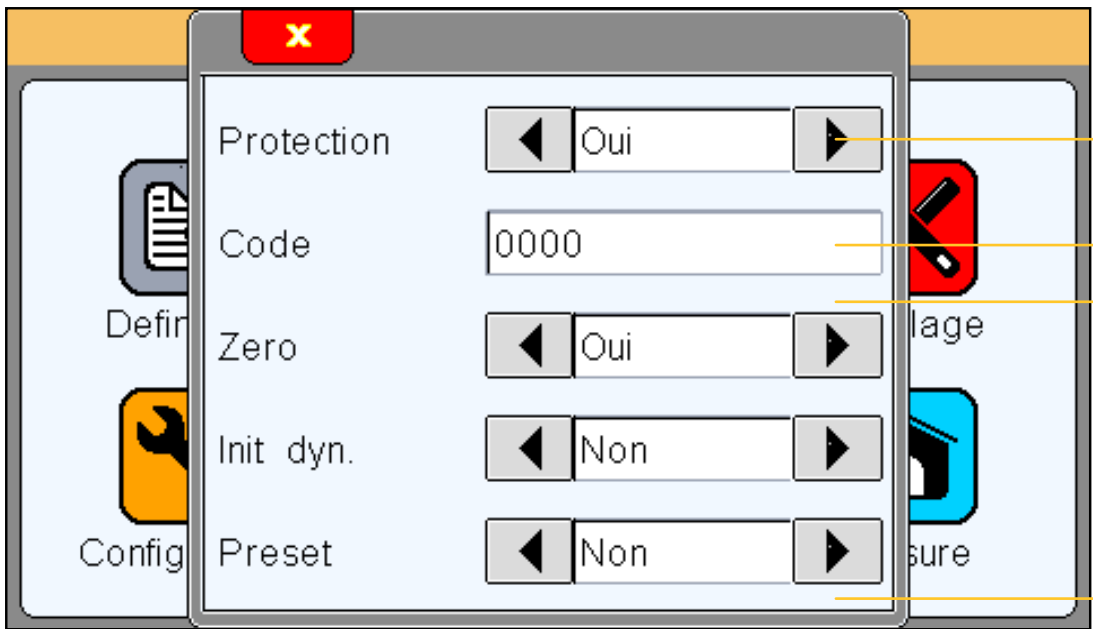 x
Protection Oui
Code 0000
Defin
lage
Zero Oui
Init dyn. Non
Config
Preset Non
sure